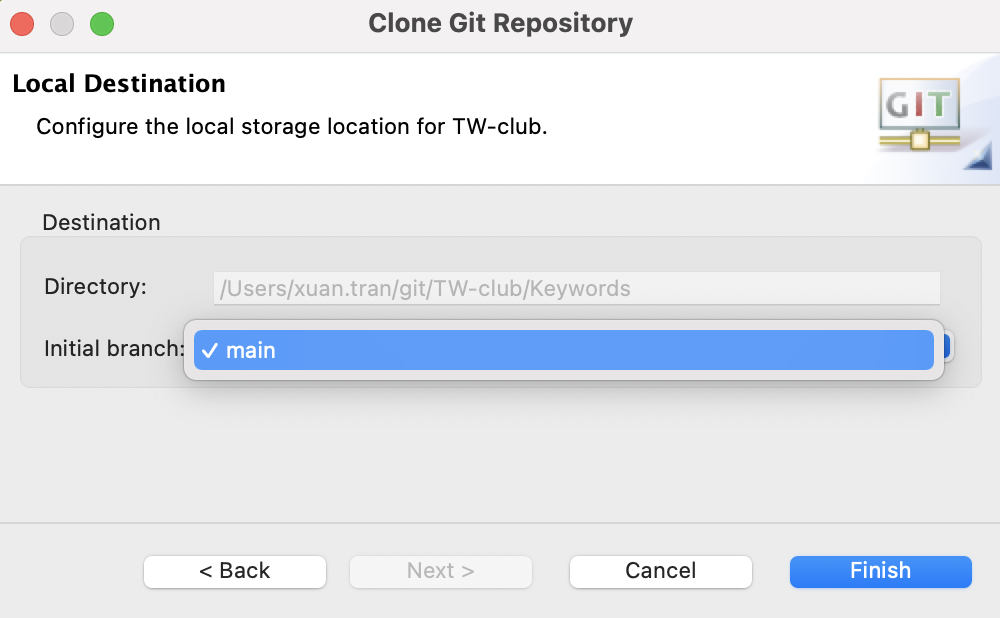 Clone Git Repository
Local Destination
Configure the local storage location for TW-club.
GIT
Destination
Directory: /Users/xuan.tran/git/TW-club/Keywords
Initial branch: ✓ main
< Back Next > Cancel Finish